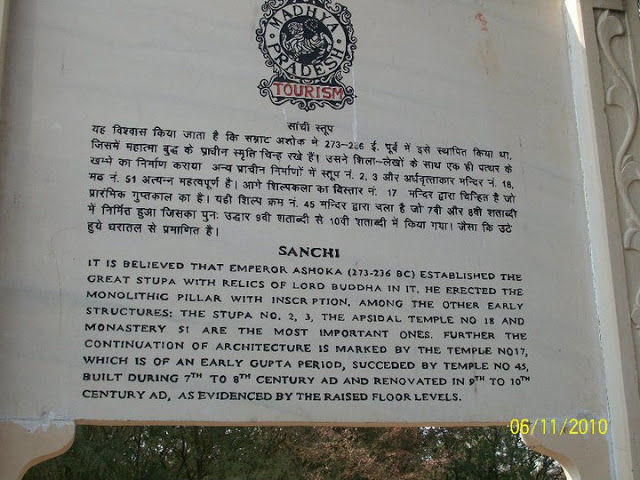 MADHYA PRADESH
TOURISM
सांची स्तूप
यह विश्वास किया जाता है कि सम्राट अशोक ने 273-236 ई. पूर्व में इसे स्थापित किया था,
जिसमें महात्मा बुद्ध के प्राचीन स्मृति चिन्ह रखे हैं। उसने शिला-लेखों के साथ एक ही पत्थर के
खम्भे का निर्माण कराया अन्य प्राचीन निर्माणों में स्तूप नं. 2, 3 और अर्धवृत्ताकार मन्दिर नं. 18,
मठ नं. 51 अत्यन्न महत्वपूर्ण है। आगे शिल्पकला का विस्तार नं. 17 मन्दिर द्वारा चिन्हित है जो
प्रारंभिक गुप्तकाल का है। यही शिल्प क्रम नं. 45 मन्दिर द्वारा चला है जो 7वी और 8वी शताब्दी
में निर्मित हुआ जिसका पुनः उद्धार 9वी शताब्दी से 10वी शताब्दी में किया गया। जैसा कि उठे
हुये धरातल से प्रमाणित है।
SANCHI
IT IS BELIEVED THAT EMPEROR ASHOKA (273-236 BC) ESTABLISHED THE
GREAT STUPA WITH RELICS OF LORD BUDDHA IN IT. HE ERECTED THE
MONOLITHIC PILLAR WITH INSCRPTION, AMONG THE OTHER EARLY
STRUCTURES: THE STUPA NO. 2, 3, THE APSIDAL TEMPLE NO 18 AND
MONASTERY 51 ARE THE MOST IMPORTANT ONES. FURTHER THE
CONTINUATION OF ARCHITECTURE IS MARKED BY THE TEMPLE NO17,
WHICH IS OF AN EARLY GUPTA PERIOD, SUCCEDED BY TEMPLE NO 45,
BUILT DURING 7TH TO 8TH CENTURY AD AND RENOVATED IN 9TH TO 10TH
CENTURY AD, AS EVIDENCED BY THE RAISED FLOOR LEVELS.
06/11/2010